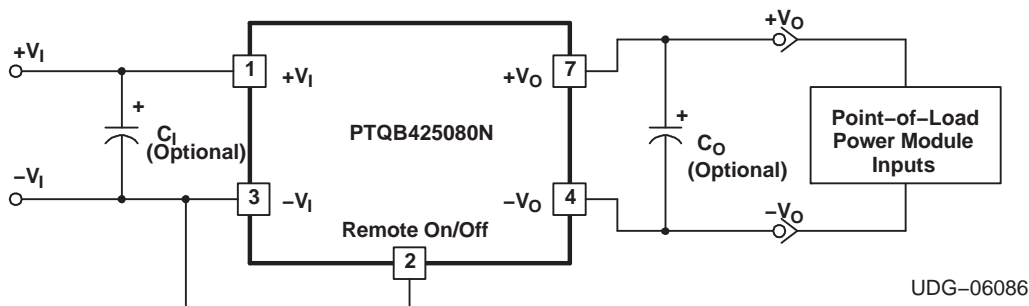 +VI
1
+VI
+
CI
(Optional)
−VI
3
−VI
PTQB425080N
Remote On/Off
2
7
+VO
4
−VO
+
CO
(Optional)
+VO
−VO
Point−of−Load
Power Module
Inputs
UDG−06086